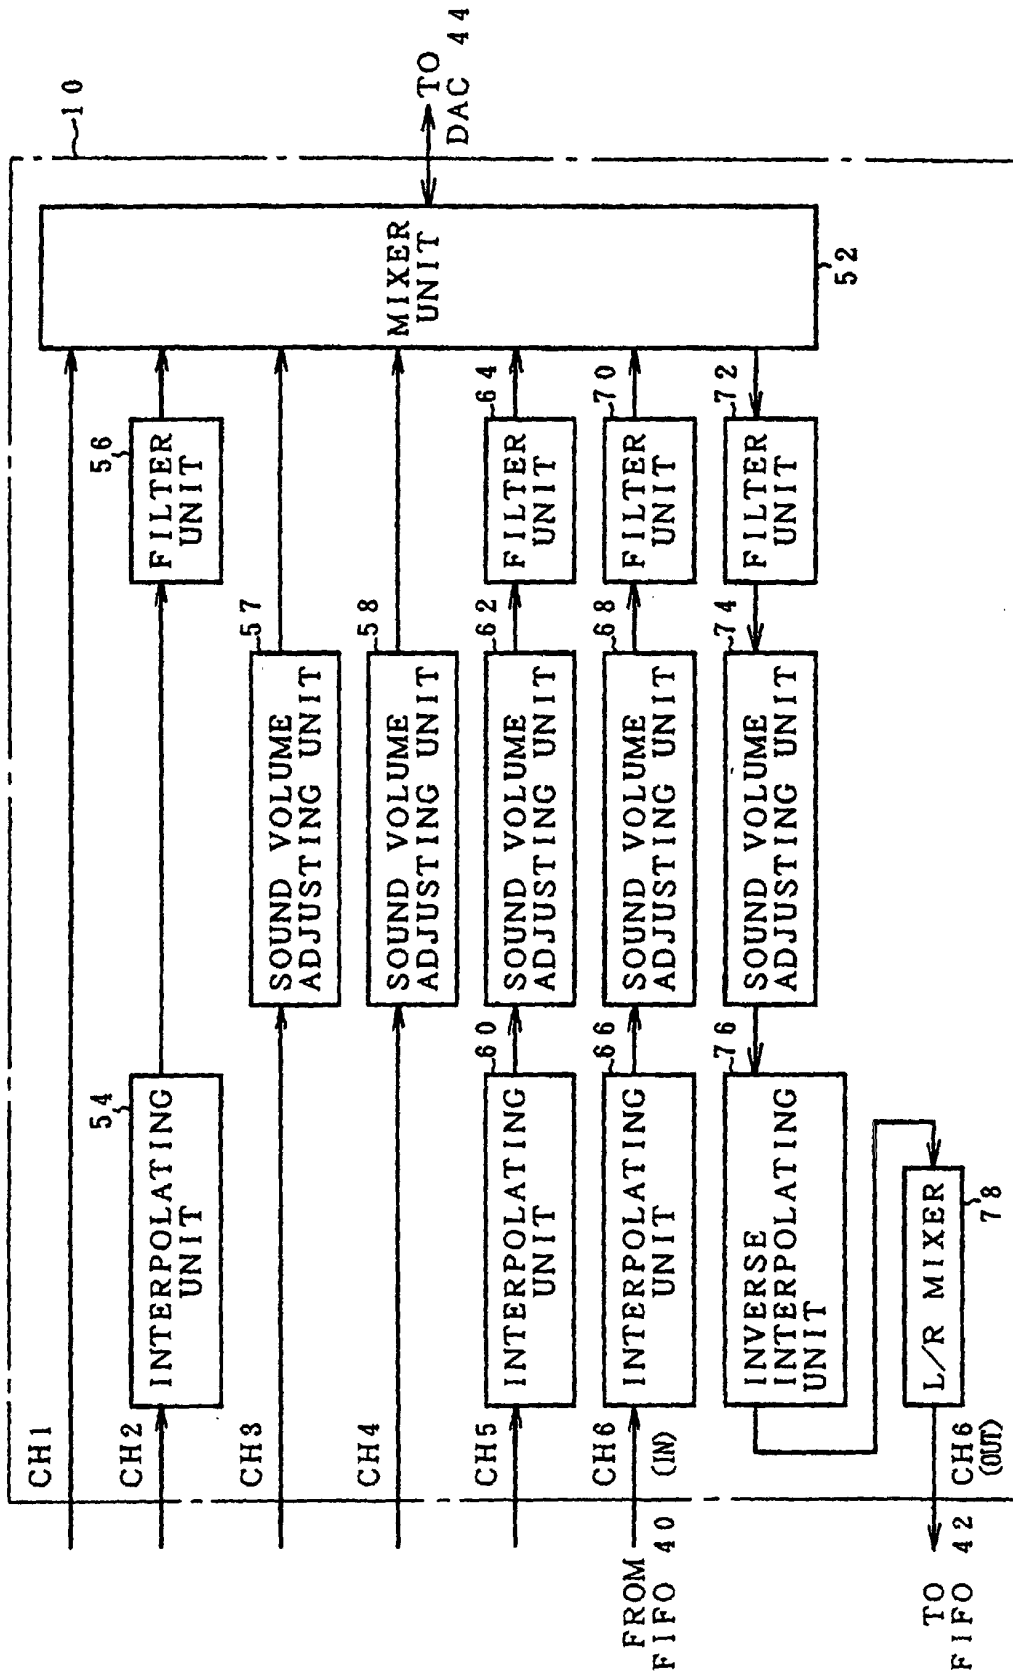 10
CH1
MIXER
UNIT
TO
DAC 44
52
CH2
54
INTERPOLATING
UNIT
56
FILTER
UNIT
CH3
57
SOUND VOLUME
ADJUSTING UNIT
CH4
58
SOUND VOLUME
ADJUSTING UNIT
CH5
60
INTERPOLATING
UNIT
62
SOUND VOLUME
ADJUSTING UNIT
64
FILTER
UNIT
FROM
FIFO 40
CH6
(IN)
66
INTERPOLATING
UNIT
68
SOUND VOLUME
ADJUSTING UNIT
70
FILTER
UNIT
72
FILTER
UNIT
74
SOUND VOLUME
ADJUSTING UNIT
76
INVERSE
INTERPOLATING
UNIT
L/R MIXER
78
CH6
(OUT)
TO
FIFO 42